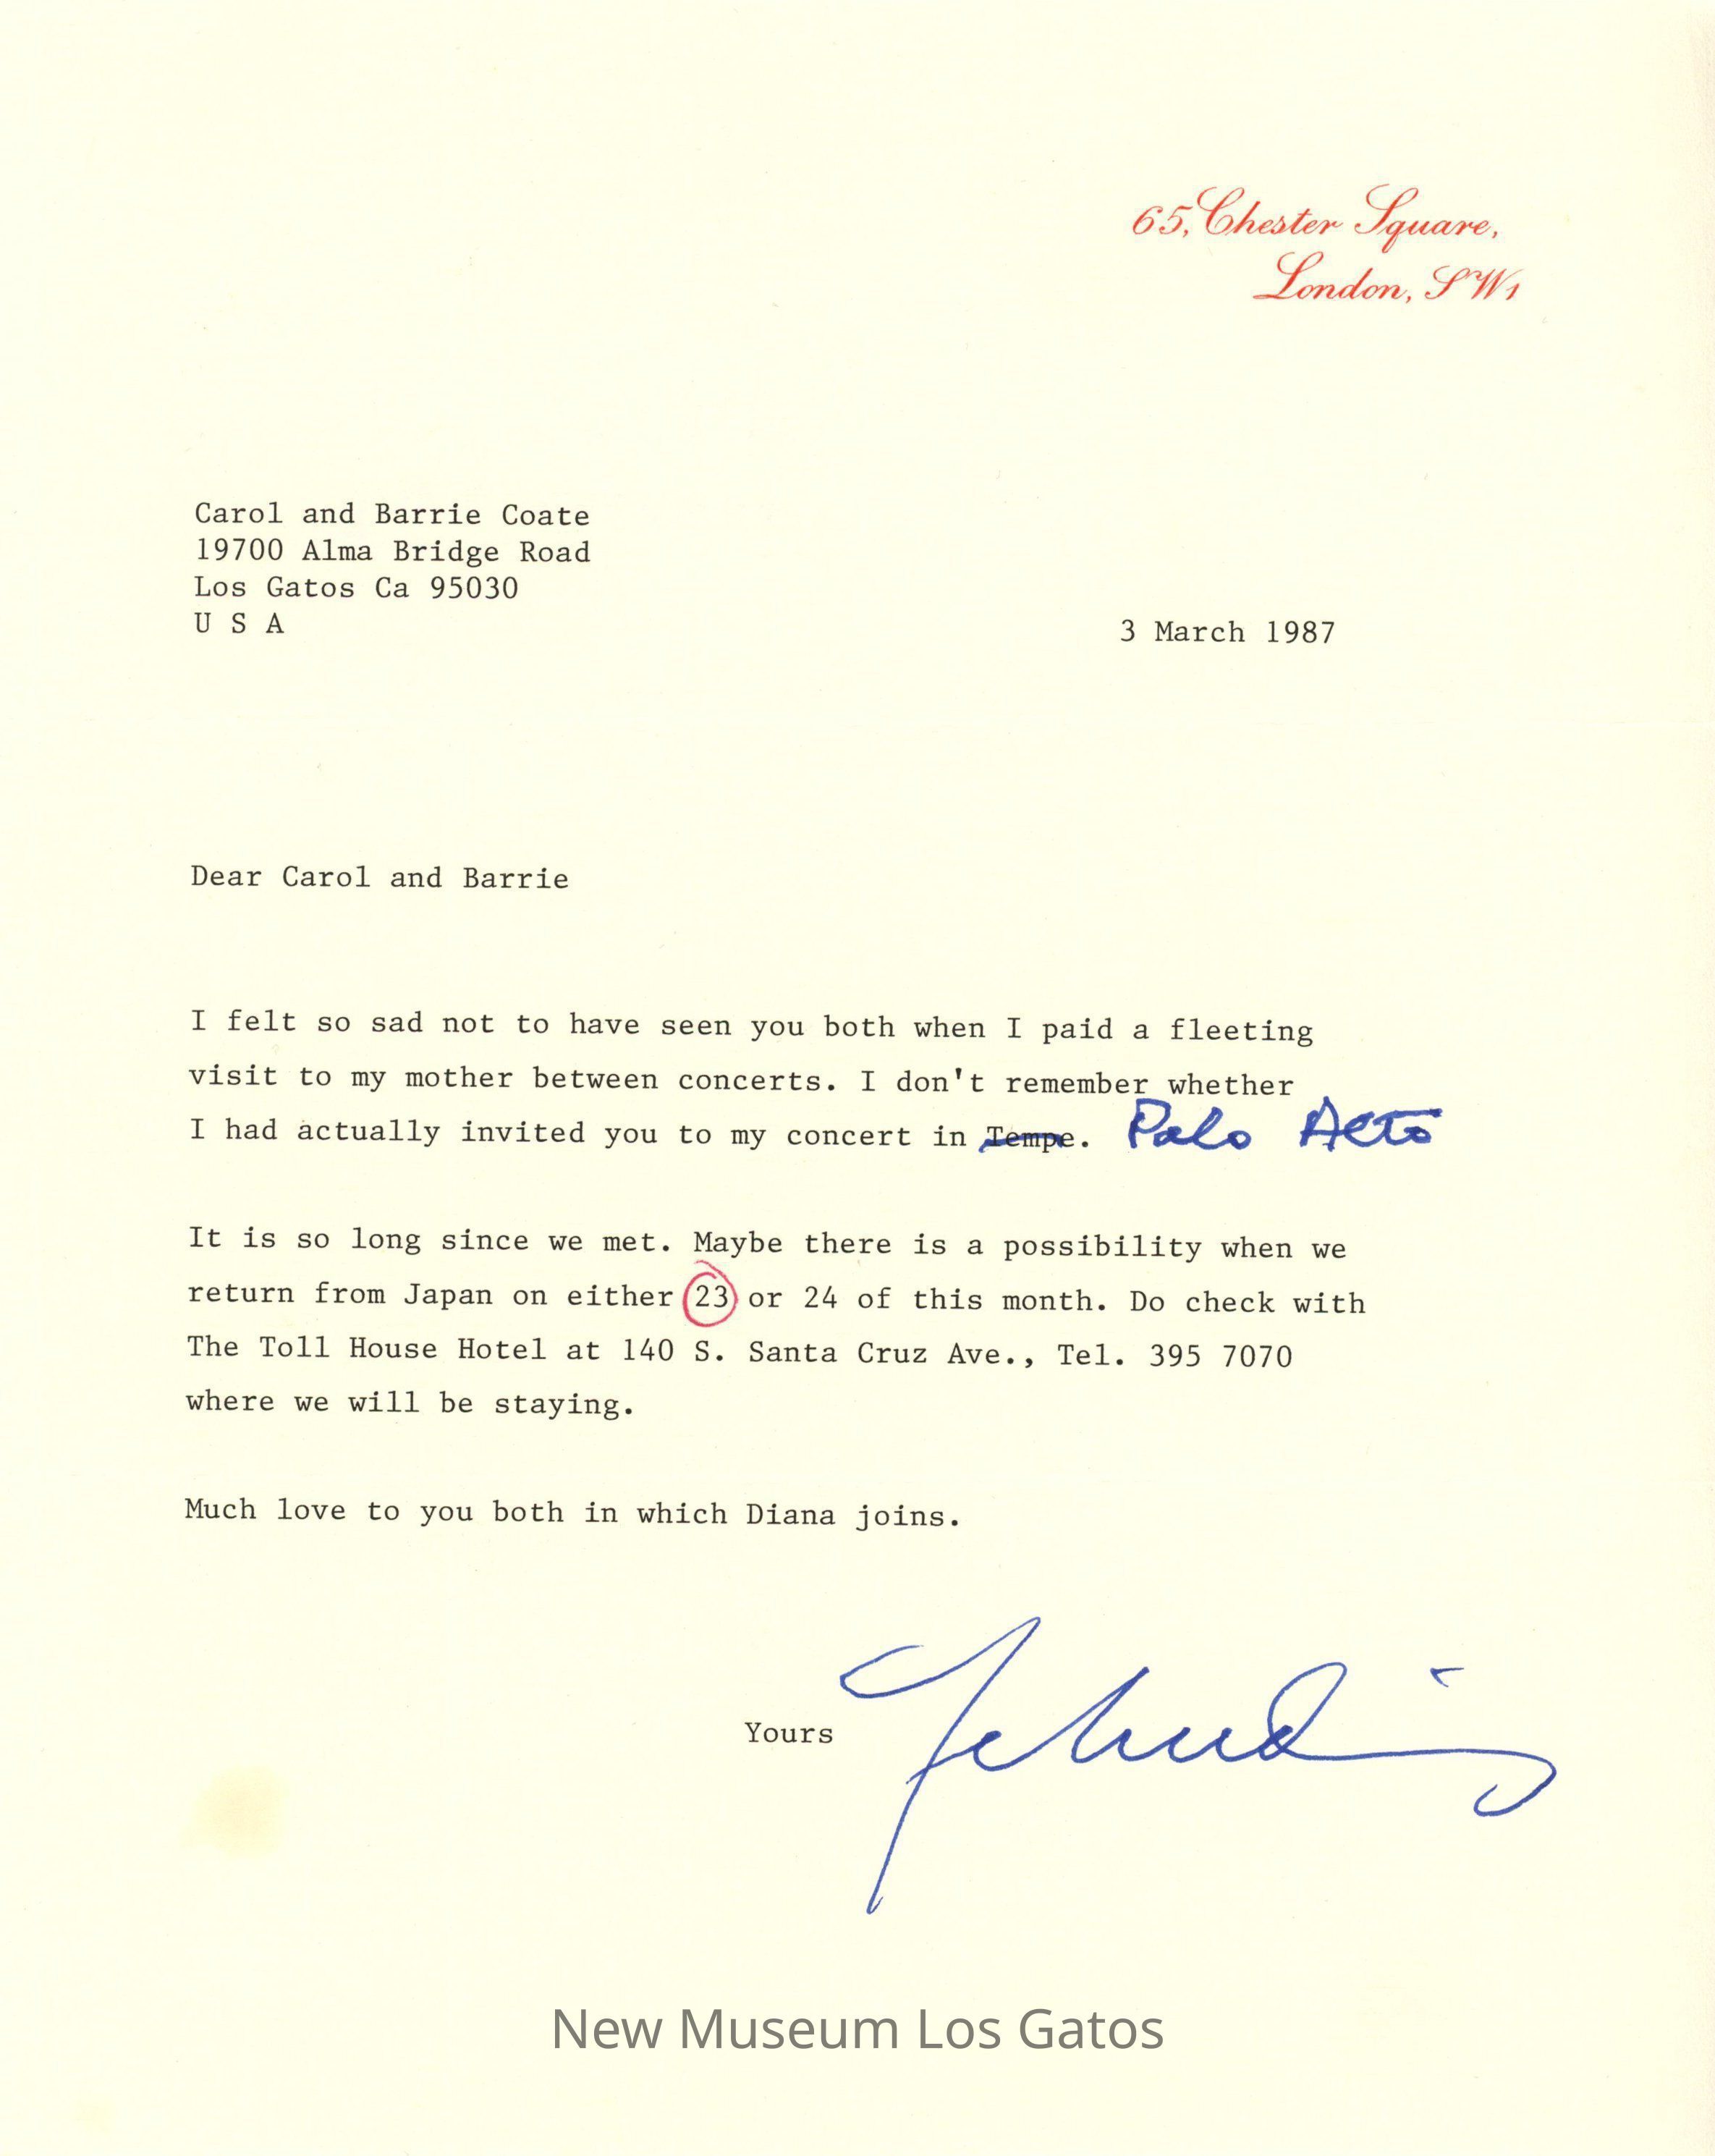 65, Chester Square,
London, SW1
Carol and Barrie Coate
19700 Alma Bridge Road
Los Gatos Ca 95030
U S A
3 March 1987
Dear Carol and Barrie
I felt so sad not to have seen you both when I paid a fleeting
visit to my mother between concerts. I don't remember whether
I had actually invited you to my concert in Tempe. Palo Alto
It is so long since we met. Maybe there is a possibility when we
return from Japan on either 23 or 24 of this month. Do check with
The Toll House Hotel at 140 S. Santa Cruz Ave., Tel. 395 7070
where we will be staying.
Much love to you both in which Diana joins.
Yours Yehudi
New Museum Los Gatos